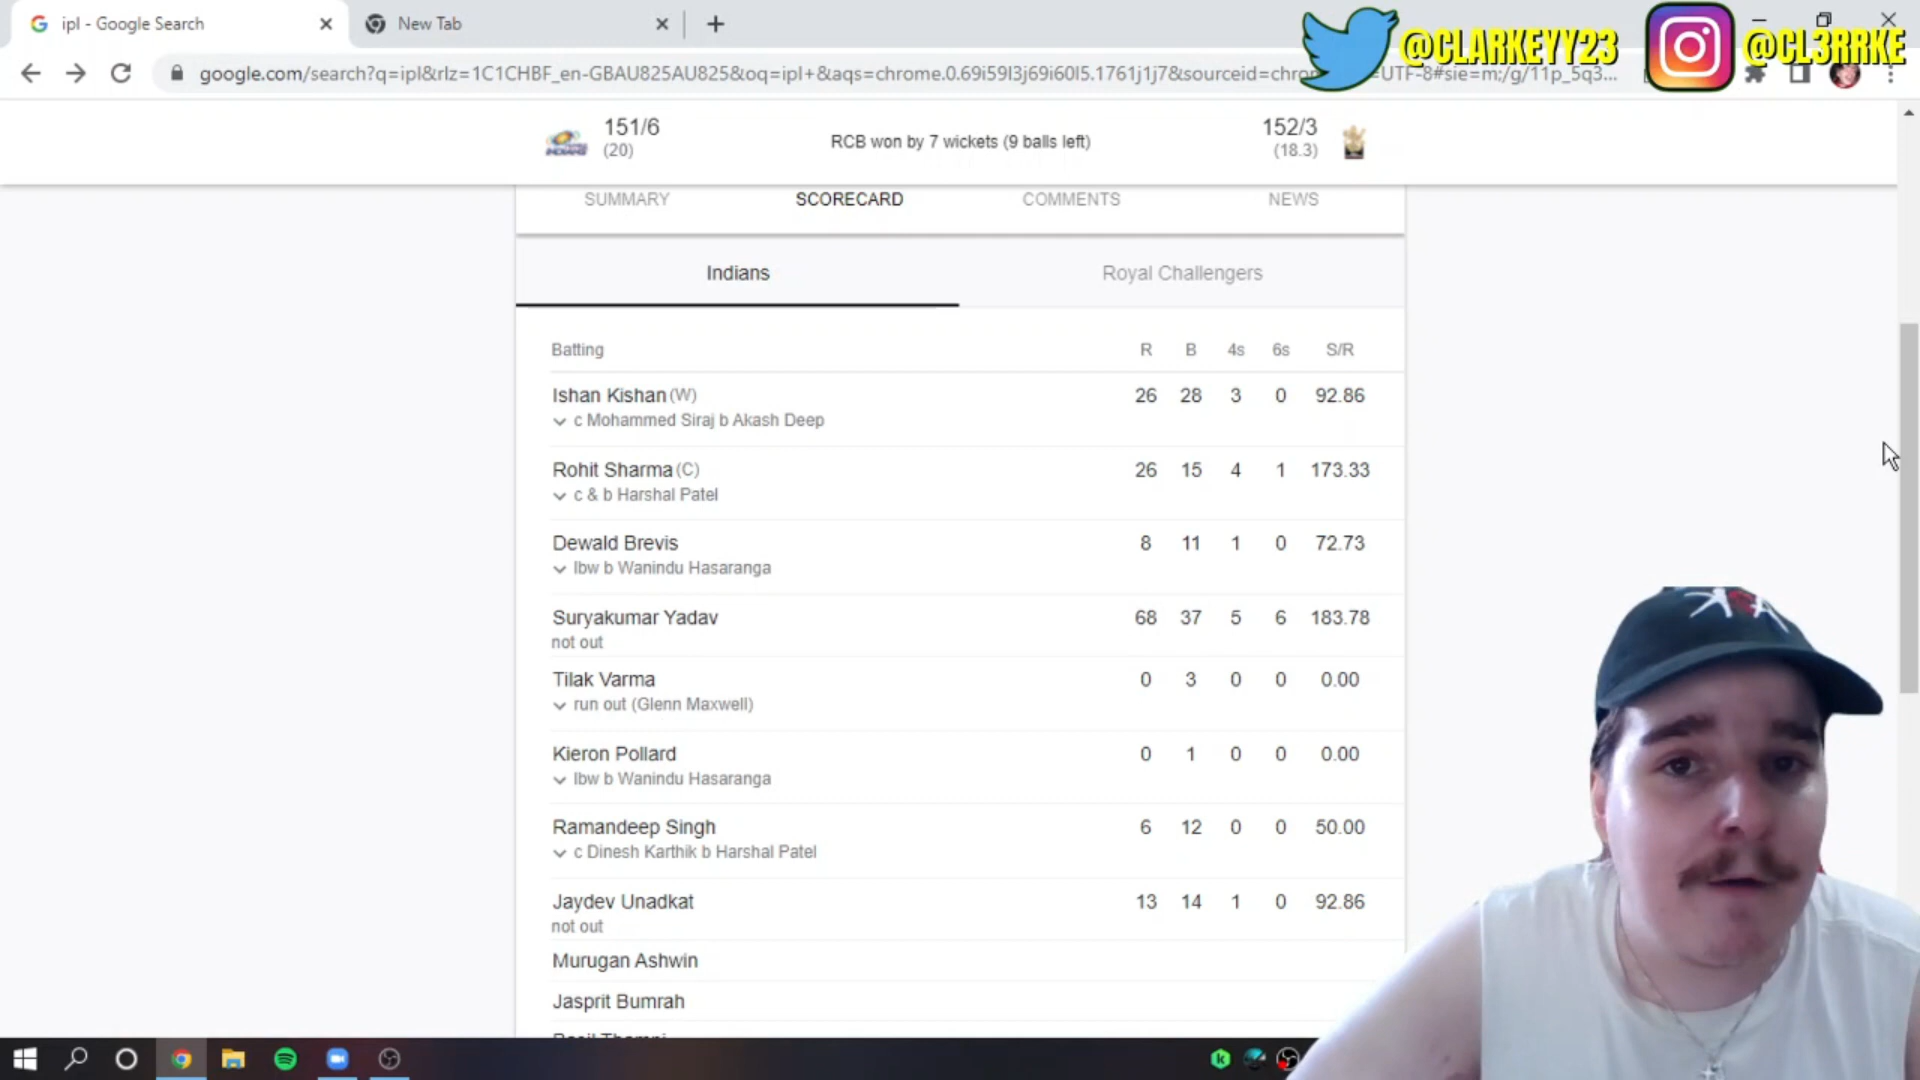 ipl - Google Search
New Tab
@CLARKEYY23
@CL3RRKE
google.com/search?q=ipl&rlz=1C1CHBF_en-GBAU825AU825&oq=ipl+&aqs=chrome.0.69i59l3j69i60l5.1761j1j7&sourceid=chrom
=UTF-8#sie=m;/g/11p_5q3...
151/6
(20)
RCB won by 7 wickets (9 balls left)
152/3
(18.3)
SUMMARY SCORECARD COMMENTS NEWS
Indians Royal Challengers
Batting R B 4s 6s S/R
Ishan Kishan (W) 26 28 3 0 92.86
c Mohammed Siraj b Akash Deep
Rohit Sharma (C) 26 15 4 1 173.33
c & b Harshal Patel
Dewald Brevis 8 11 1 0 72.73
lbw b Wanindu Hasaranga
Suryakumar Yadav 68 37 5 6 183.78
not out
Tilak Varma 0 3 0 0 0.00
run out (Glenn Maxwell)
Kieron Pollard 0 1 0 0 0.00
lbw b Wanindu Hasaranga
Ramandeep Singh 6 12 0 0 50.00
c Dinesh Karthik b Harshal Patel
Jaydev Unadkat 13 14 1 0 92.86
not out
Murugan Ashwin
Jasprit Bumrah